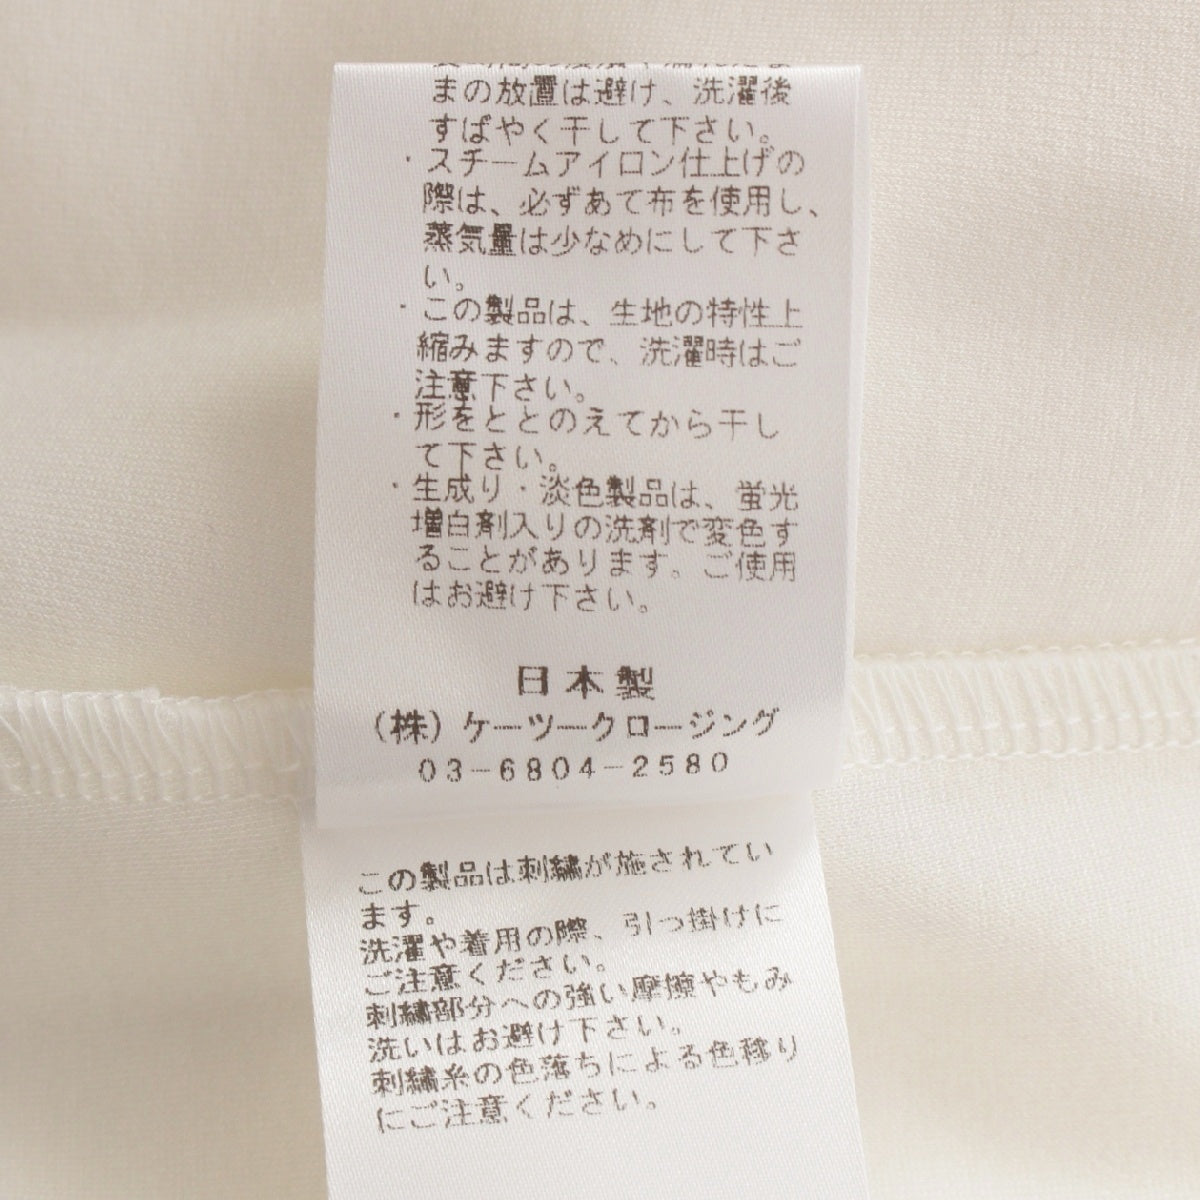 まの放置は避け、洗濯後
すばやく干して下さい。
・スチームアイロン仕上げの
際は、必ずあて布を使用し、
蒸気量は少なめにして下さ
い。
・この製品は、生地の特性上
縮みますので、洗濯時はご
注意下さい。
・形をととのえてから干し
て下さい。
・生成り・淡色製品は、蛍光
増白剤入りの洗剤で変色す
ることがあります。ご使用
はお避け下さい。
日本製
(株)ケーツークロージング
03-6804-2580
この製品は刺繍が施されてい
ます。
洗濯や着用の際、引っ掛けに
ご注意ください。
刺繍部分への強い摩擦やもみ
洗いはお避け下さい。
刺繍糸の色落ちによる色移り
にご注意ください。